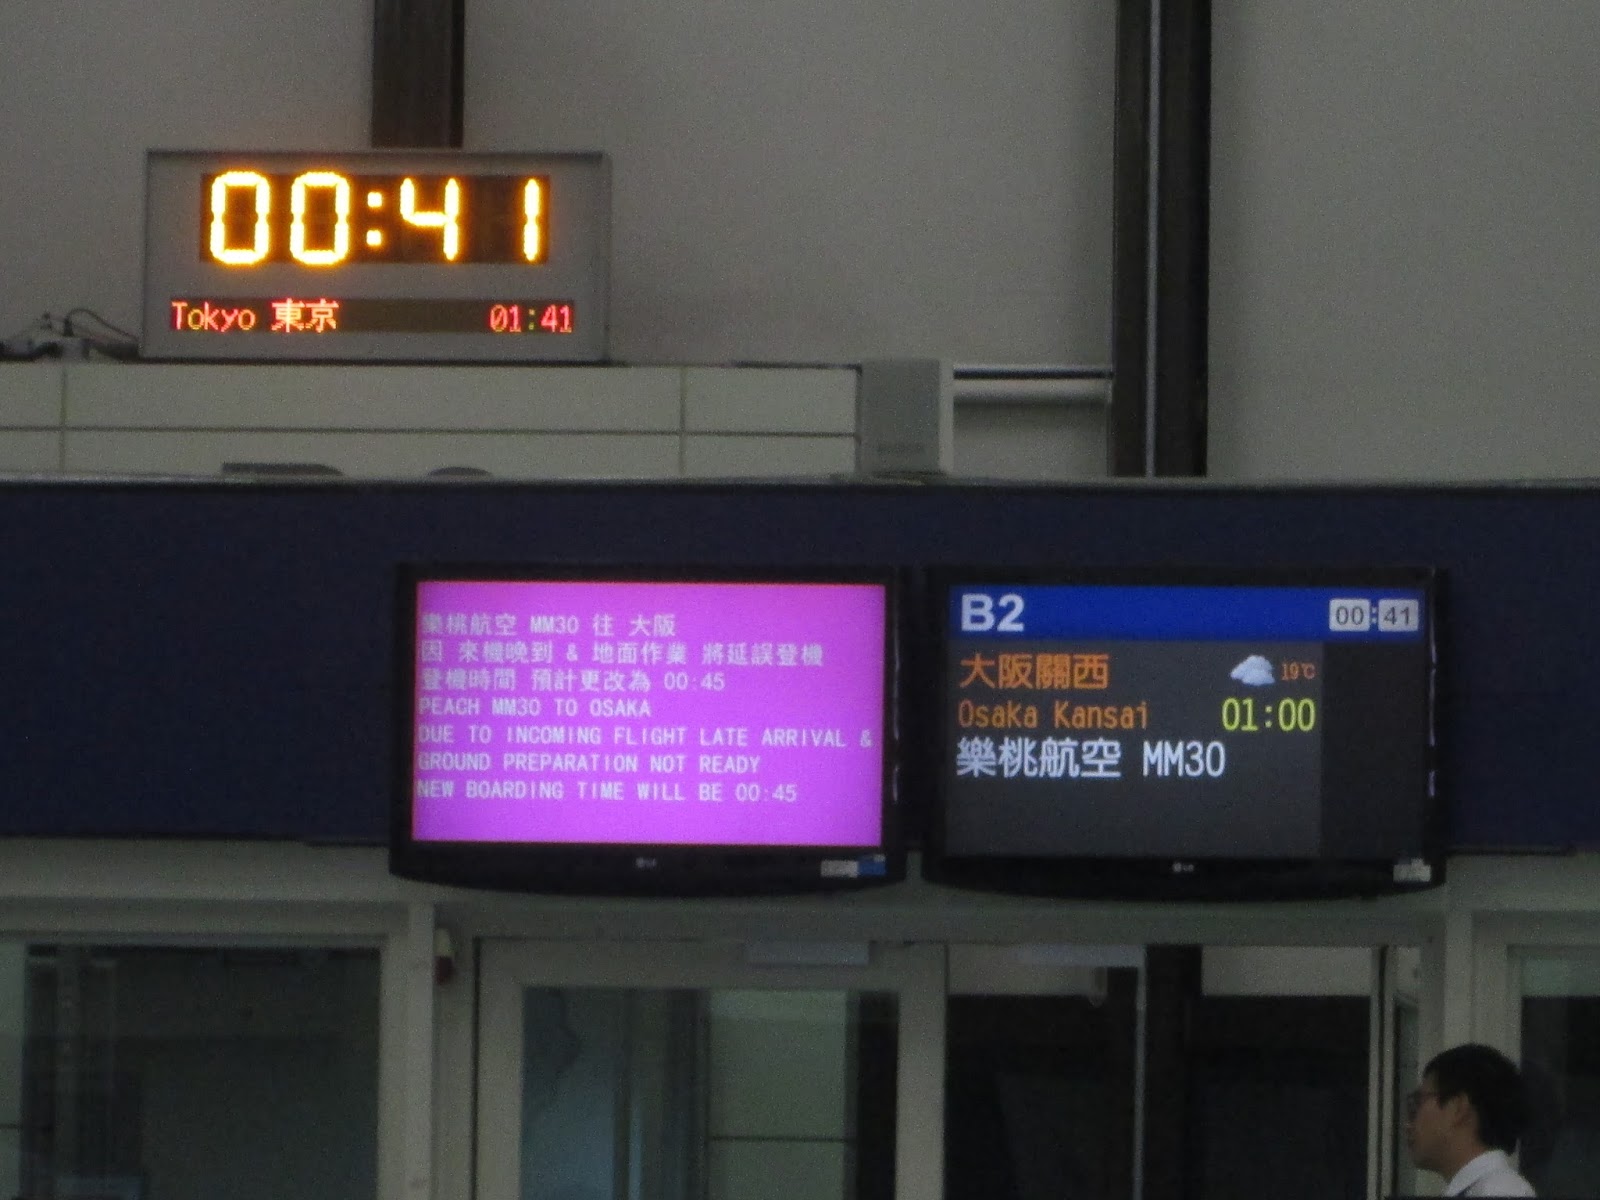 00:41
Tokyo 東京 01:41
樂桃航空 MM30 往 大阪
因 來機晚到 & 地面作業 將延誤登機
登機時間 預計更改為 00:45
PEACH MM30 TO OSAKA
DUE TO INCOMING FLIGHT LATE ARRIVAL &
GROUND PREPARATION NOT READY
NEW BOARDING TIME WILL BE 00:45
B2 00:41
大阪關西 19℃
Osaka Kansai 01:00
樂桃航空 MM30
LG
LG